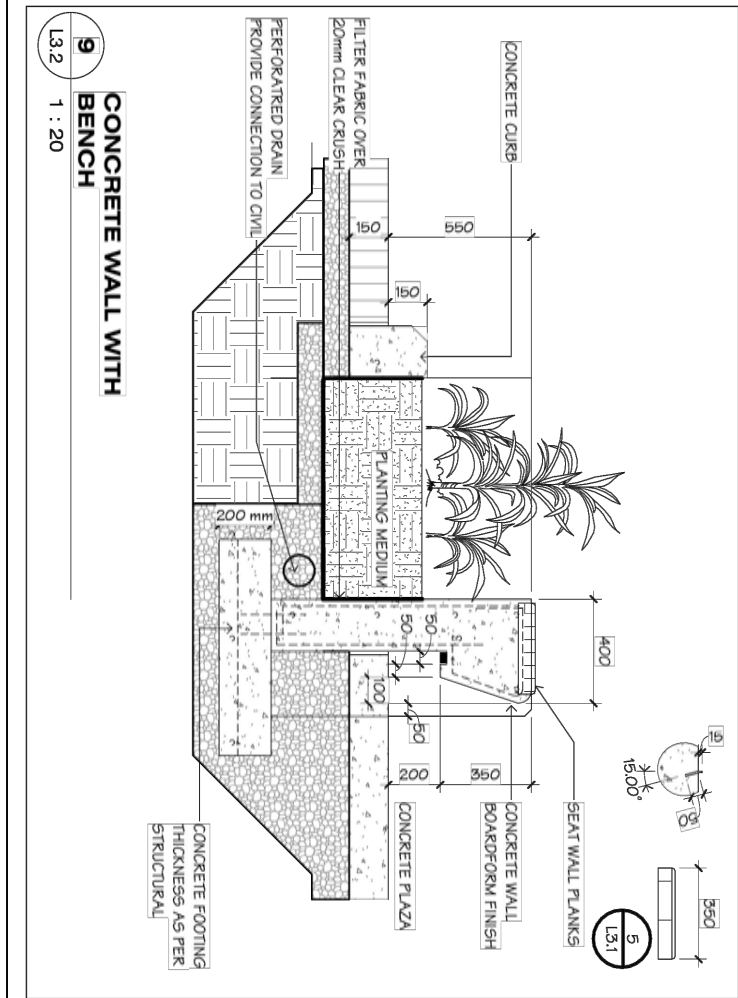 CONCRETE CURB
FILTER FABRIC OVER
20mm CLEAR CRUSH
PERFORATRED DRAIN
PROVIDE CONNECTION TO CIVIL
550
150
150
PLANTING MEDIUM
200 mm
400
50
50
100
50
200
350
15
15.00°
50
350
5
L3.1
SEAT WALL PLANKS
CONCRETE WALL
BOARDFORM FINISH
CONCRETE PLAZA
CONCRETE FOOTING
THICKNESS AS PER
STRUCTURAL
9
L3.2
CONCRETE WALL WITH
BENCH
1 : 20